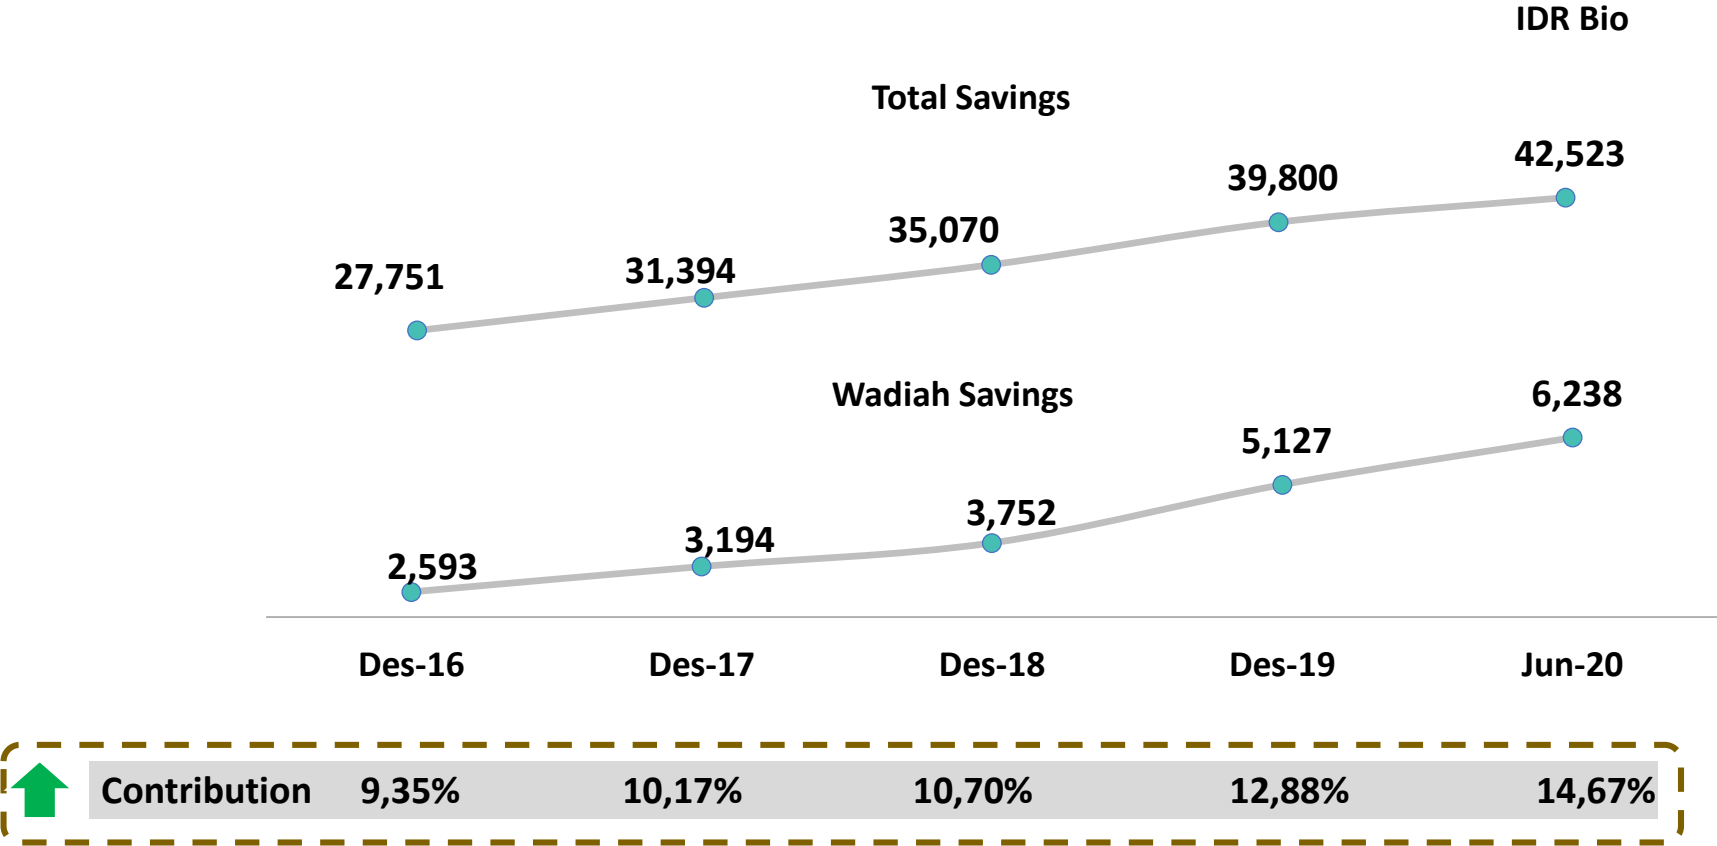 IDR Bio
Total Savings
27,751 31,394 35,070 39,800 42,523
Wadiah Savings
2,593 3,194 3,752 5,127 6,238
Des-16 Des-17 Des-18 Des-19 Jun-20
Contribution 9,35% 10,17% 10,70% 12,88% 14,67%